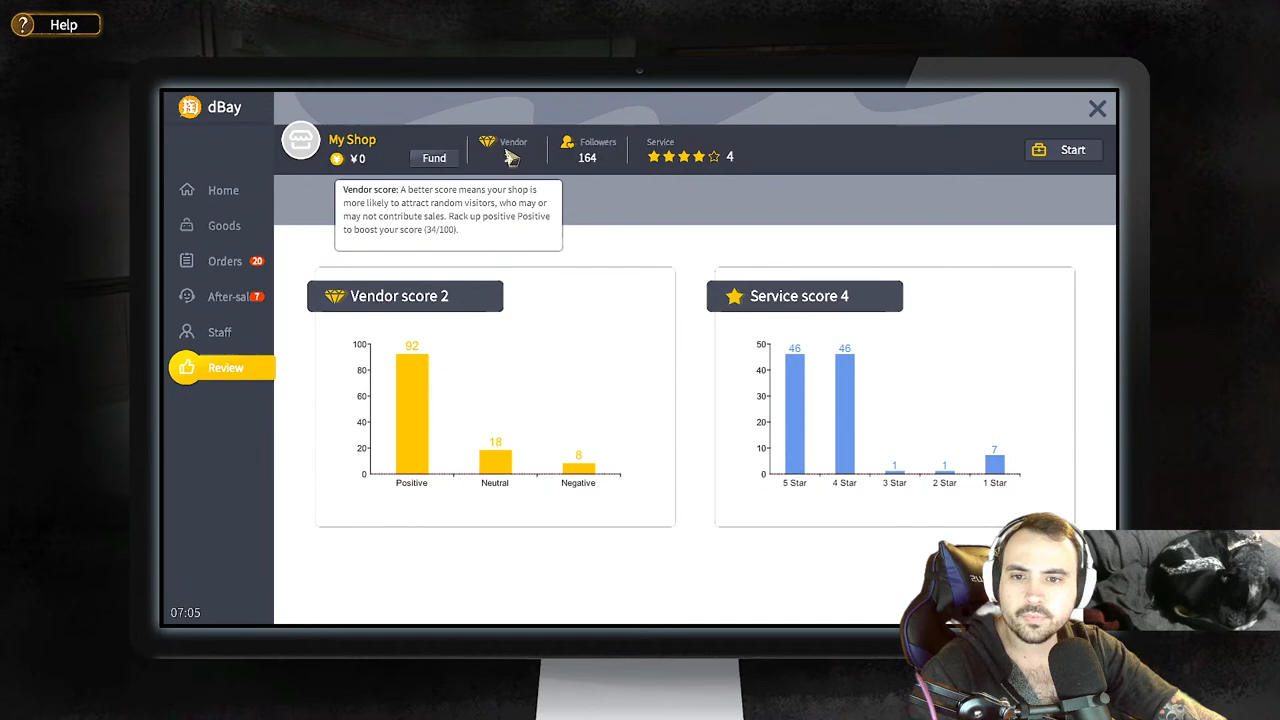 ? Help
掏 dBay
My Shop
¥0
Fund
Vendor
Followers
164
Service
4
Start
Home
Goods
Orders 20
After-sal 7
Staff
Review
07:05
Vendor score: A better score means your shop is
more likely to attract random visitors, who may or
may not contribute sales. Rack up positive Positive
to boost your score (34/100).
Vendor score 2
100
80
60
40
20
0
92
18
8
Positive
Neutral
Negative
Service score 4
50
40
30
20
10
0
46
46
1
1
7
5 Star
4 Star
3 Star
2 Star
1 Star